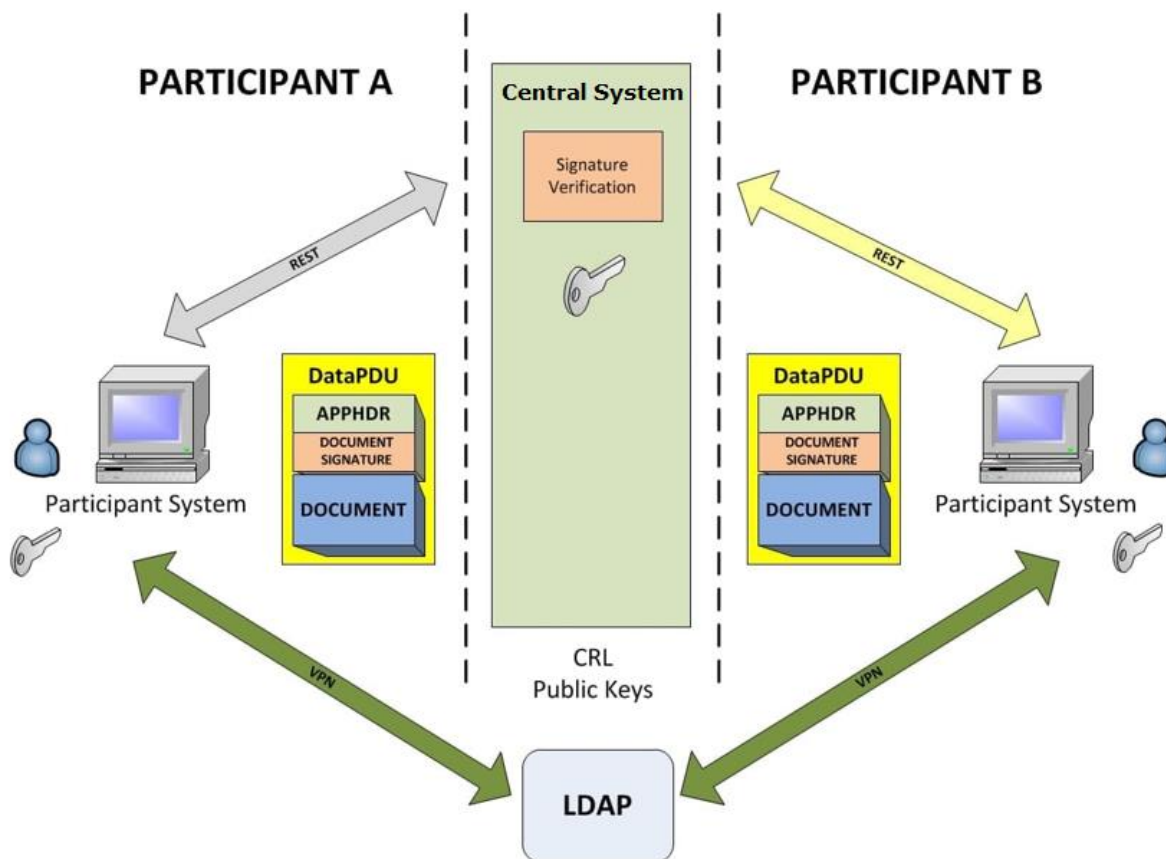 PARTICIPANT A
Central System
PARTICIPANT B
Signature
Verification
REST
REST
DataPDU
APPHDR
DOCUMENT
SIGNATURE
DOCUMENT
DataPDU
APPHDR
DOCUMENT
SIGNATURE
DOCUMENT
Participant System
Participant System
VPN
VPN
CRL
Public Keys
LDAP